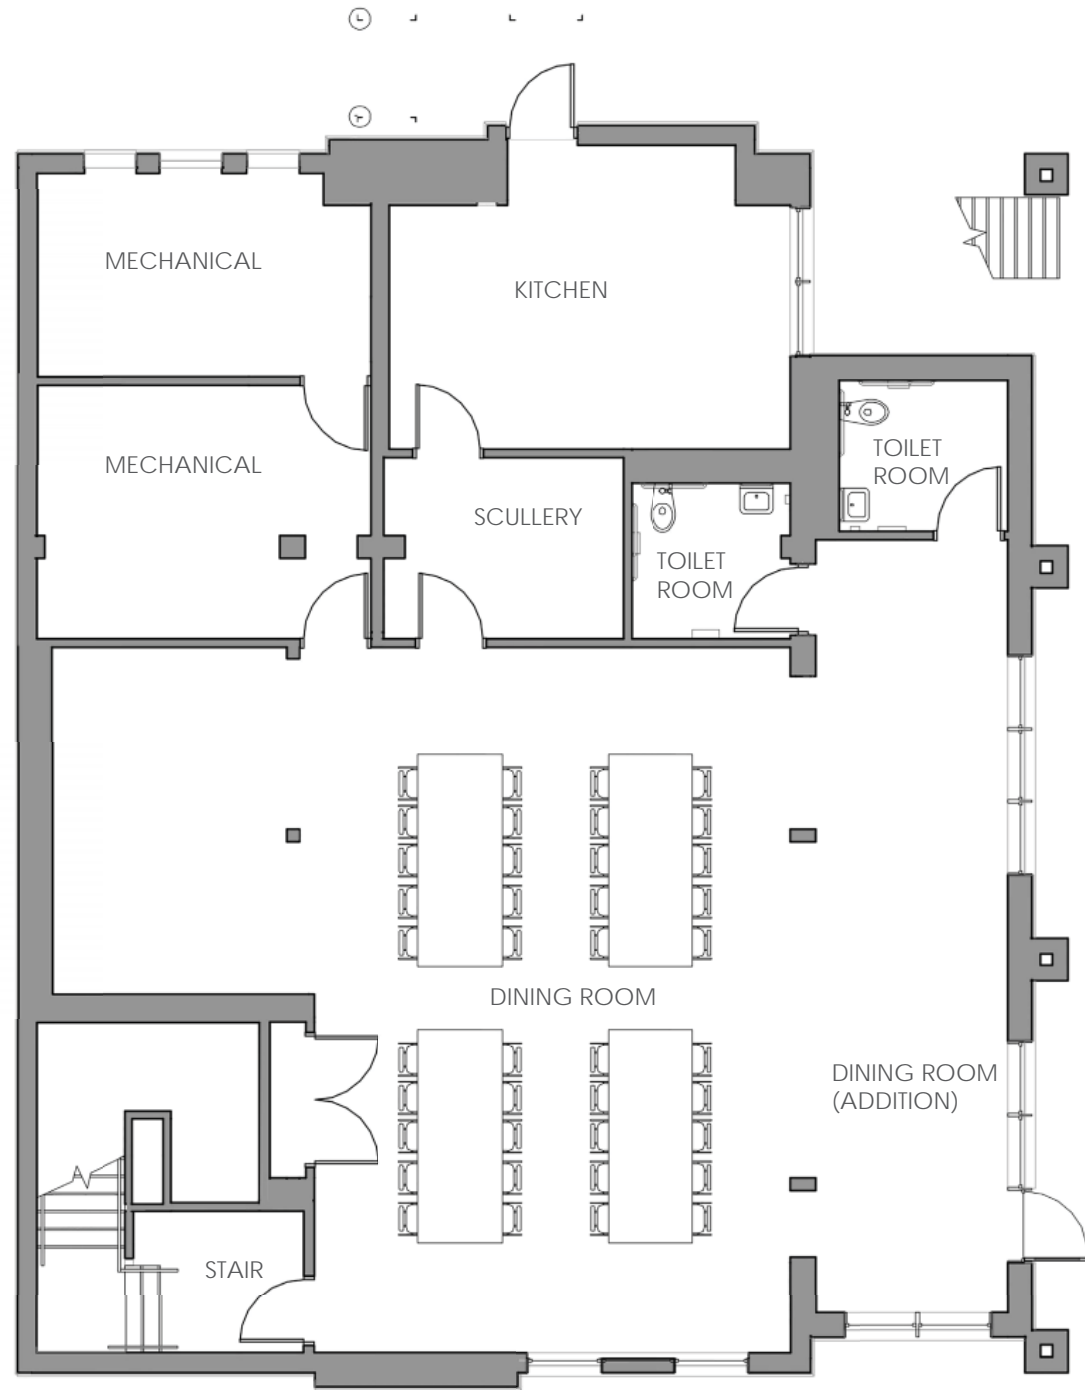 MECHANICAL
KITCHEN
MECHANICAL
TOILET
ROOM
SCULLERY
TOILET
ROOM
DINING ROOM
DINING ROOM
(ADDITION)
STAIR